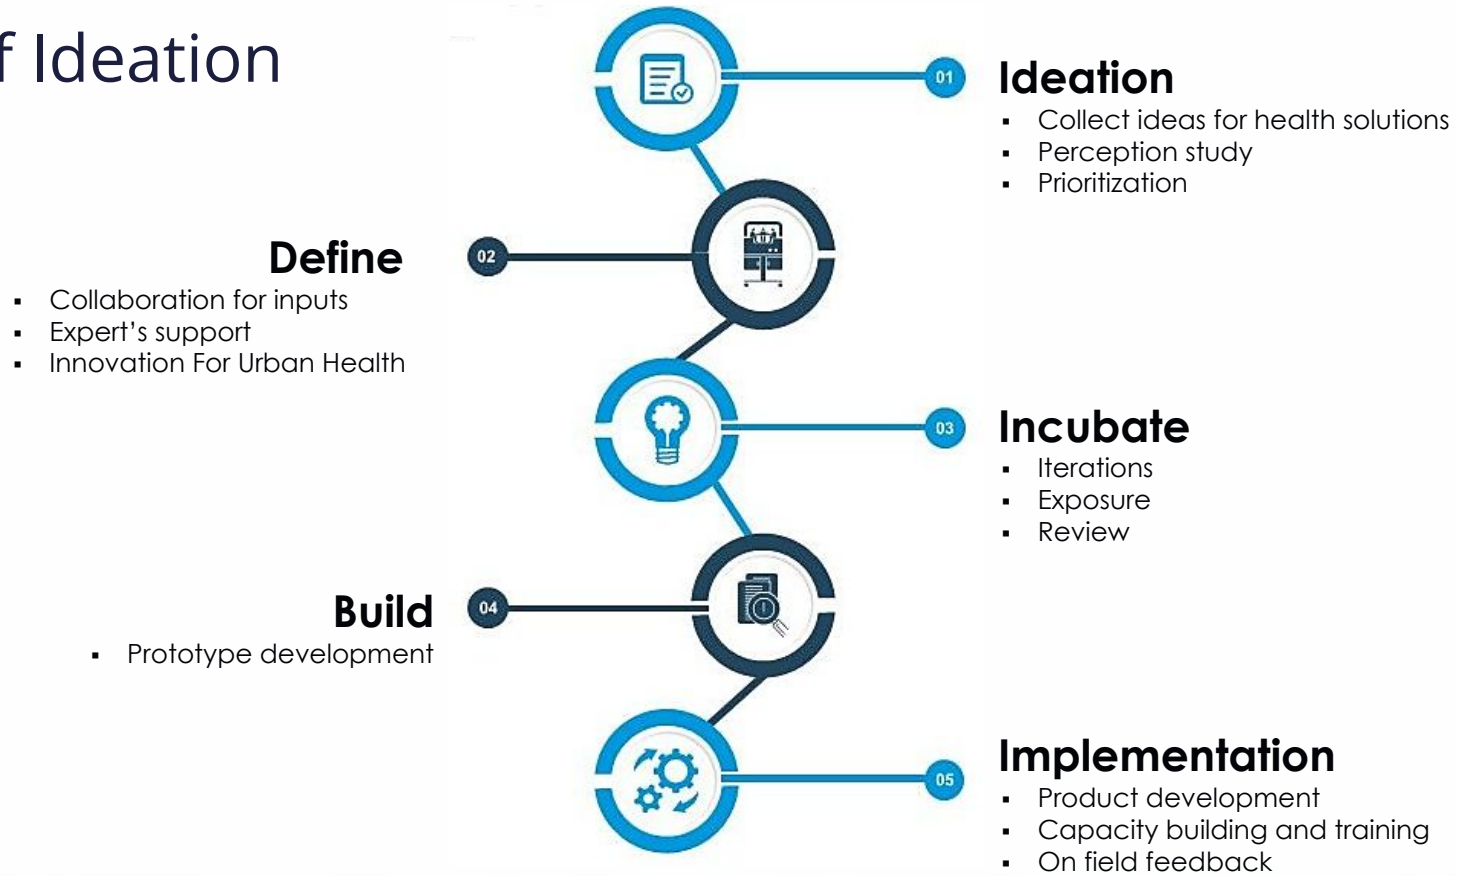 f Ideation
01
Ideation
▪ Collect ideas for health solutions
▪ Perception study
▪ Prioritization
02
Define
▪ Collaboration for inputs
▪ Expert’s support
▪ Innovation For Urban Health
03
Incubate
▪ Iterations
▪ Exposure
▪ Review
04
Build
▪ Prototype development
05
Implementation
▪ Product development
▪ Capacity building and training
▪ On field feedback